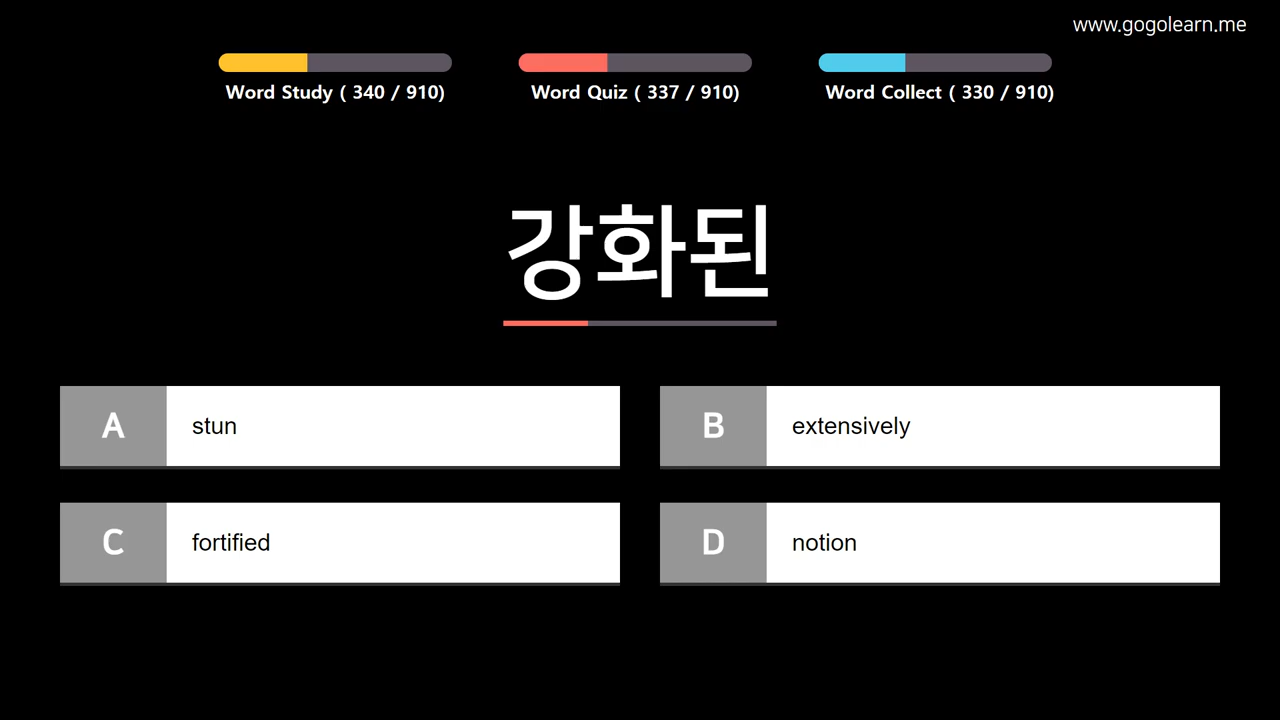 www.gogolearn.me
Word Study ( 340 / 910)
Word Quiz ( 337 / 910)
Word Collect ( 330 / 910)
강화된
A stun
B extensively
C fortified
D notion